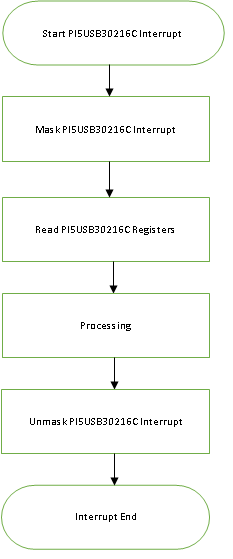 Start PI5USB30216C Interrupt
Mask PI5USB30216C Interrupt
Read PI5USB30216C Registers
Processing
Unmask PI5USB30216C Interrupt
Interrupt End